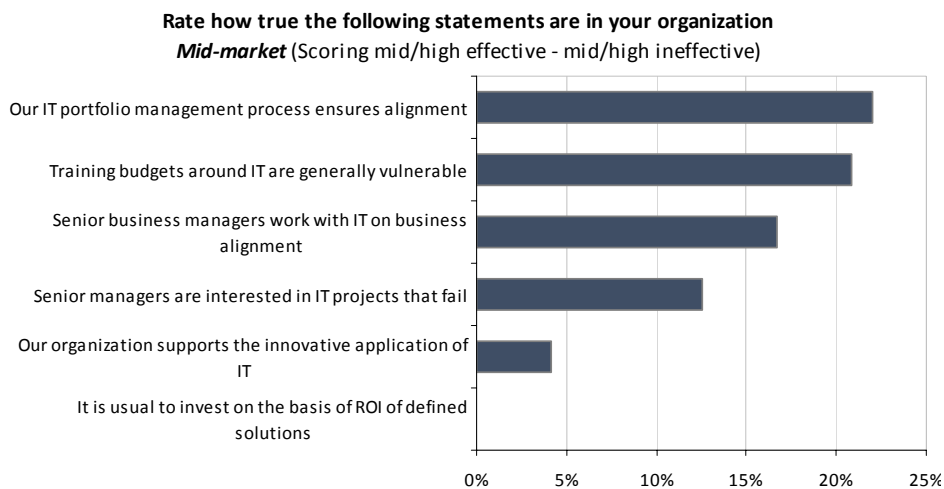 Rate how true the following statements are in your organization
Mid-market (Scoring mid/high effective - mid/high ineffective)
Our IT portfolio management process ensures alignment
Training budgets around IT are generally vulnerable
Senior business managers work with IT on business
alignment
Senior managers are interested in IT projects that fail
Our organization supports the innovative application of
IT
It is usual to invest on the basis of ROI of defined
solutions
0% 5% 10% 15% 20% 25%